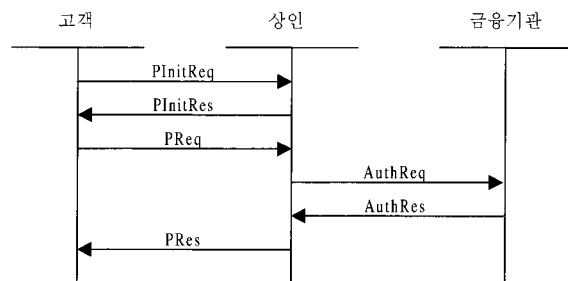 고객 상인 금융기관
PInitReq
PInitRes
PReq
AuthReq
AuthRes
PRes